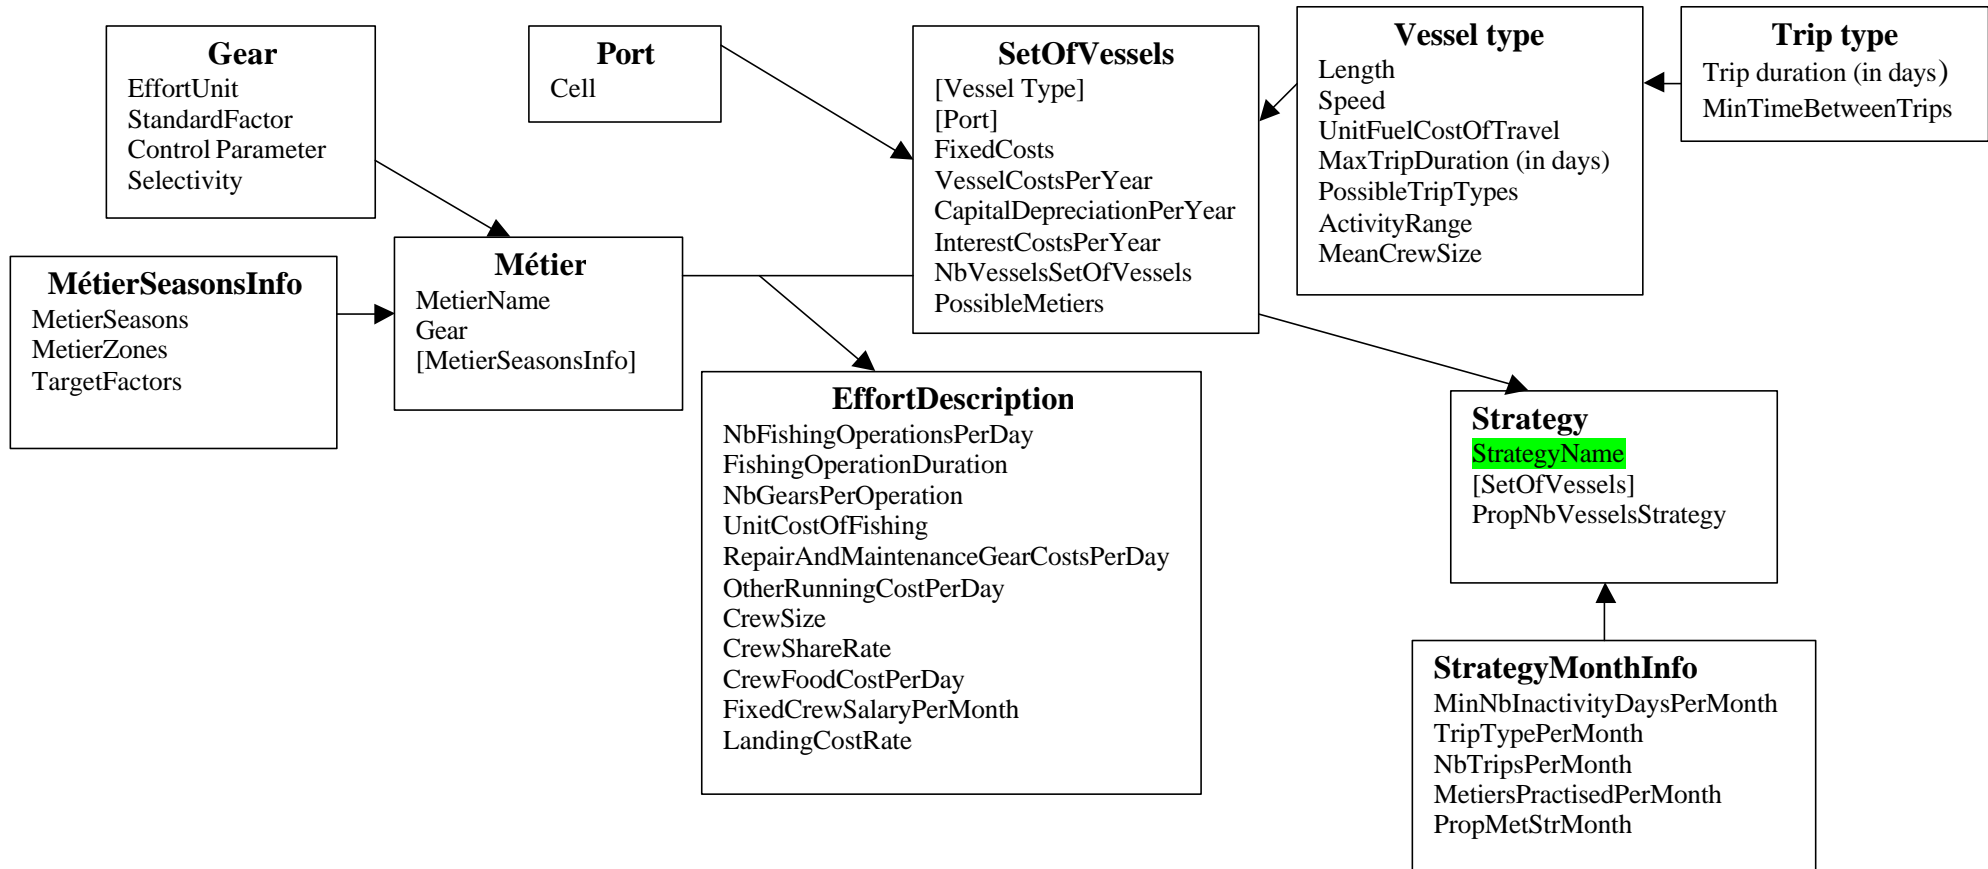 Gear
EffortUnit
StandardFactor
Control Parameter
Selectivity
Port
Cell
SetOfVessels
[Vessel Type]
[Port]
FixedCosts
VesselCostsPerYear
CapitalDepreciationPerYear
InterestCostsPerYear
NbVesselsSetOfVessels
PossibleMetiers
Vessel type
Length
Speed
UnitFuelCostOfTravel
MaxTripDuration (in days)
PossibleTripTypes
ActivityRange
MeanCrewSize
Trip type
Trip duration (in days)
MinTimeBetweenTrips
MétierSeasonsInfo
MetierSeasons
MetierZones
TargetFactors
Métier
MetierName
Gear
[MetierSeasonsInfo]
EffortDescription
NbFishingOperationsPerDay
FishingOperationDuration
NbGearsPerOperation
UnitCostOfFishing
RepairAndMaintenanceGearCostsPerDay
OtherRunningCostPerDay
CrewSize
CrewShareRate
CrewFoodCostPerDay
FixedCrewSalaryPerMonth
LandingCostRate
Strategy
StrategyName
[SetOfVessels]
PropNbVesselsStrategy
StrategyMonthInfo
MinNbInactivityDaysPerMonth
TripTypePerMonth
NbTripsPerMonth
MetiersPractisedPerMonth
PropMetStrMonth